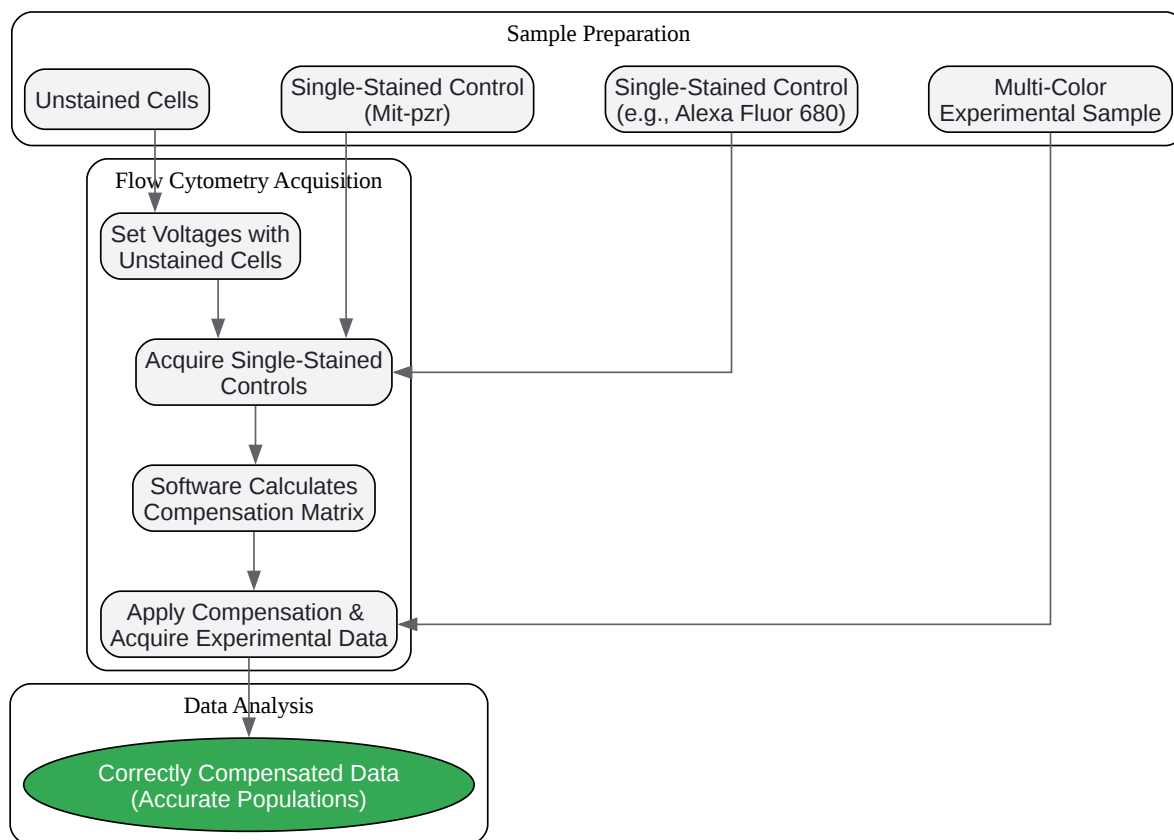 Sample Preparation
Unstained Cells
Single-Stained Control
(Mit-pzr)
Single-Stained Control
(e.g., Alexa Fluor 680)
Multi-Color
Experimental Sample
Flow Cytometry Acquisition
Set Voltages with
Unstained Cells
Acquire Single-Stained
Controls
Software Calculates
Compensation Matrix
Apply Compensation &
Acquire Experimental Data
Data Analysis
Correctly Compensated Data
(Accurate Populations)